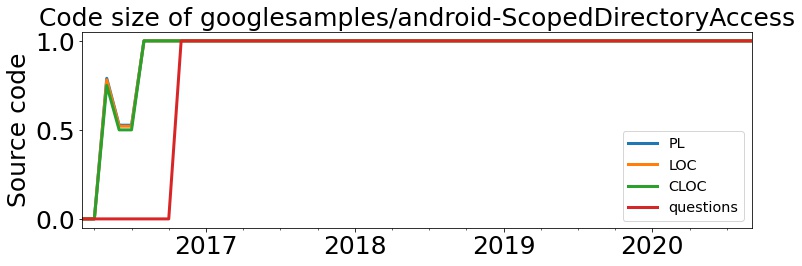 Code size of googlesamples/android-ScopedDirectoryAccess
Source code
1.0
0.5
0.0
2017 2018 2019 2020
PL
LOC
CLOC
questions